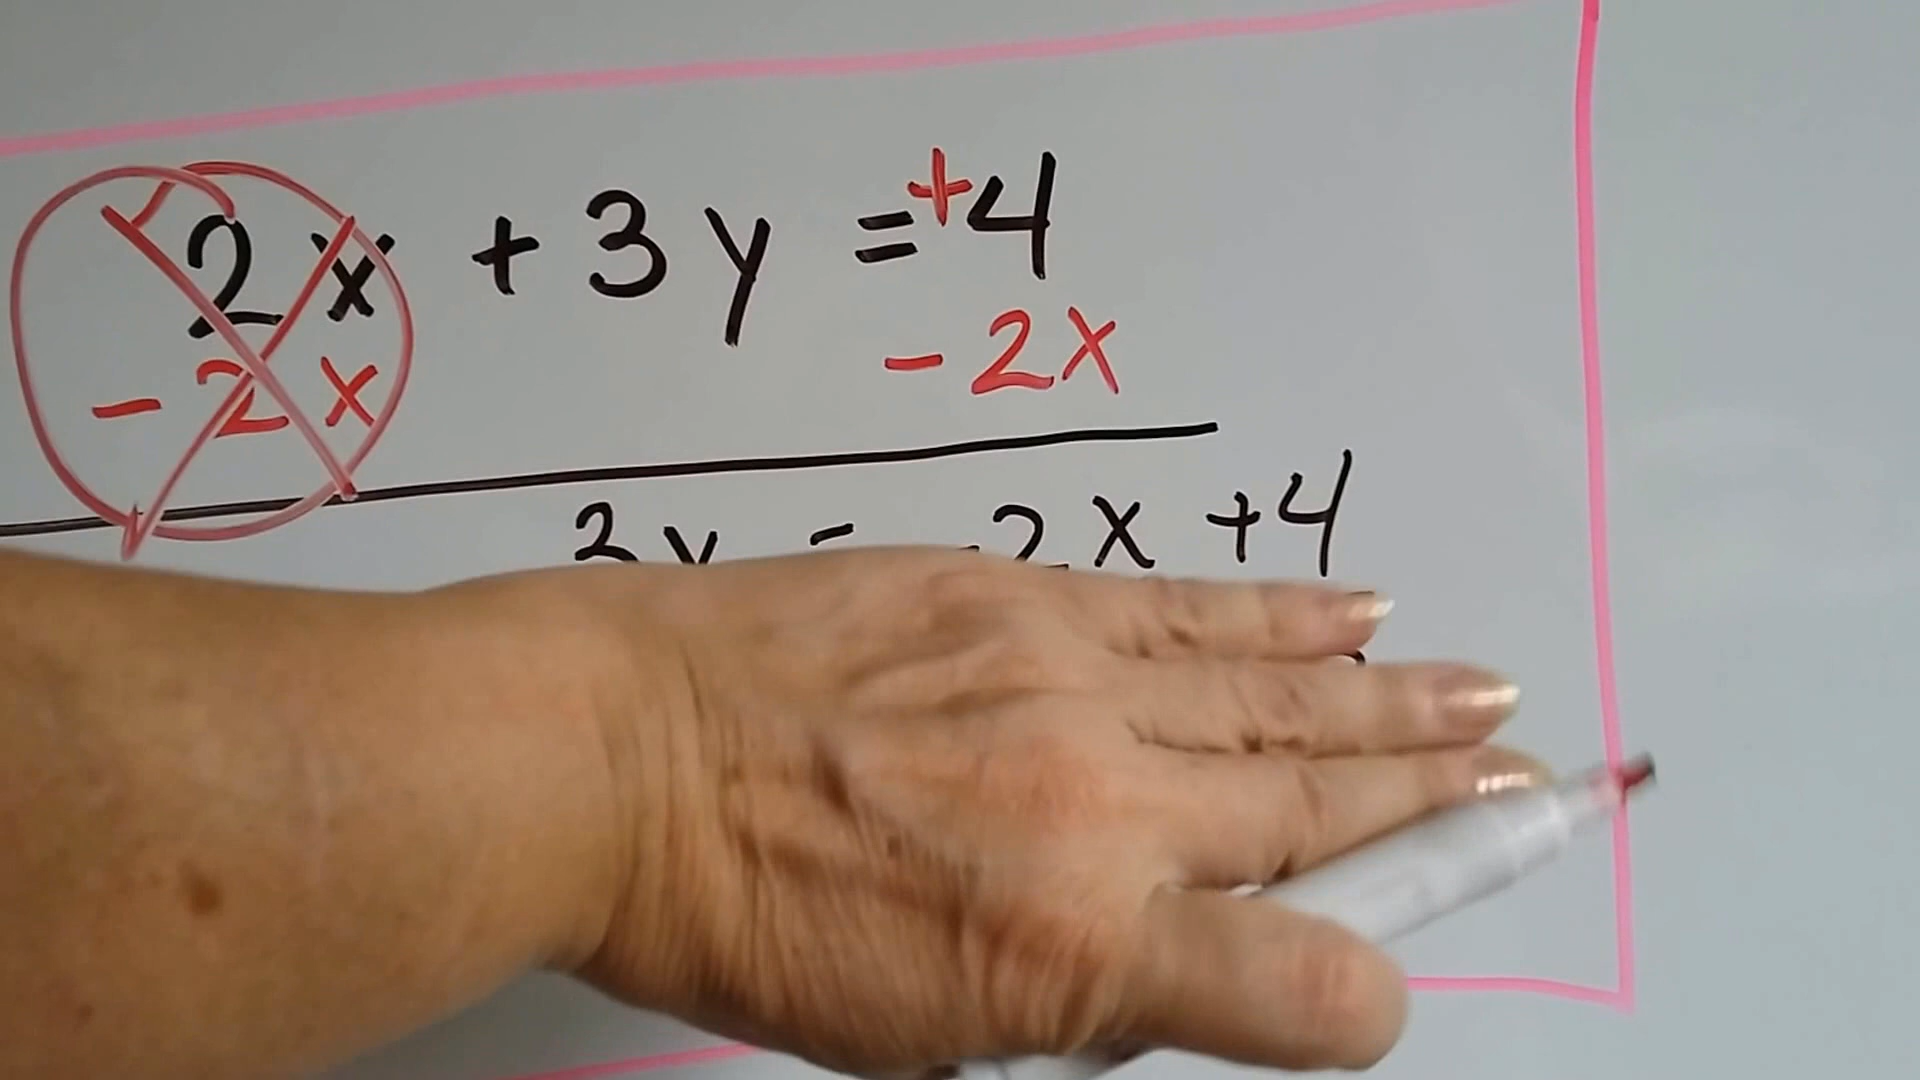 2x + 3y = +4
- 2x - 2x
3y = -2x + 4